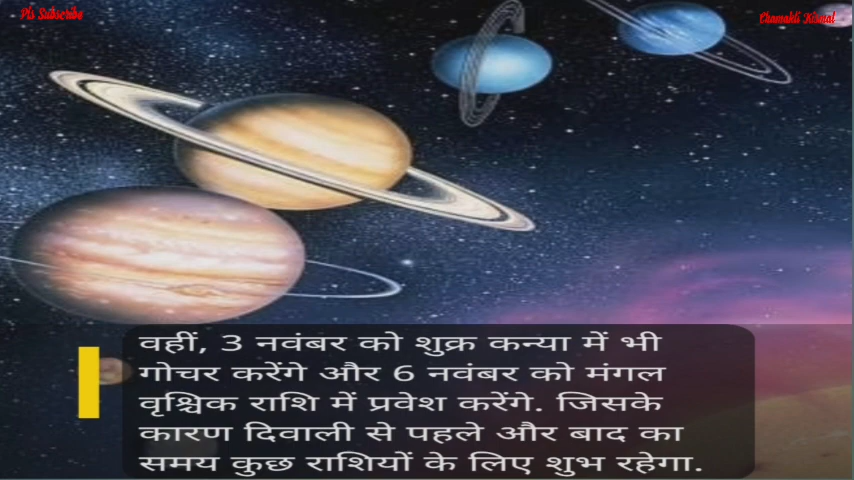 Pls Subscribe
Chamakti Kismat
वहीं, 3 नवंबर को शुक्र कन्या में भी
गोचर करेंगे और 6 नवंबर को मंगल
वृश्चिक राशि में प्रवेश करेंगे. जिसके
कारण दिवाली से पहले और बाद का
समय कुछ राशियों के लिए शुभ रहेगा.